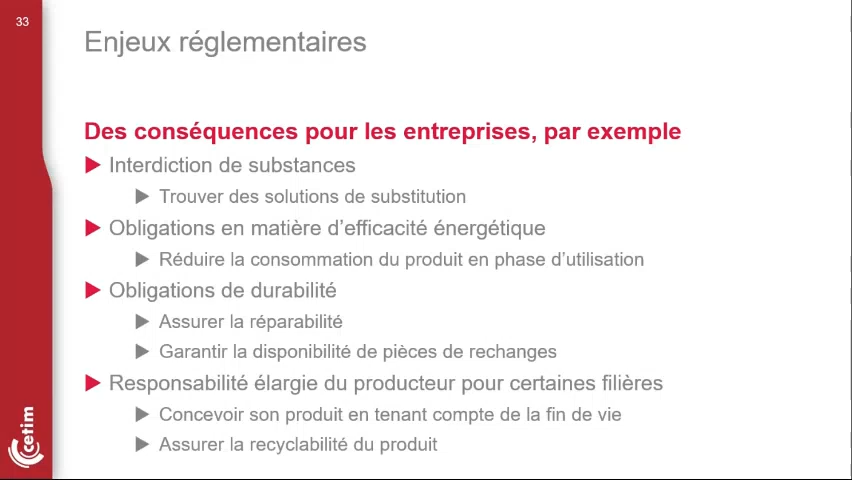 33
Enjeux réglementaires
Des conséquences pour les entreprises, par exemple
Interdiction de substances
Trouver des solutions de substitution
Obligations en matière d'efficacité énergétique
Réduire la consommation du produit en phase d'utilisation
Obligations de durabilité
Assurer la réparabilité
Garantir la disponibilité de pièces de rechanges
Responsabilité élargie du producteur pour certaines filières
Concevoir son produit en tenant compte de la fin de vie
Assurer la recyclabilité du produit
cetim